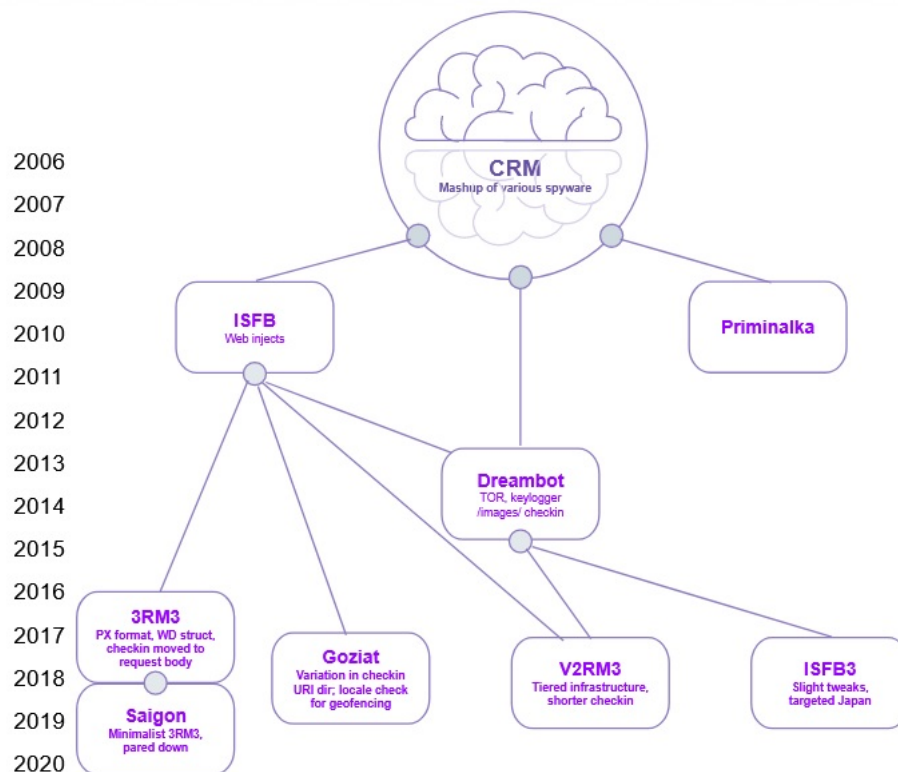 2006
2007
2008
2009
2010
2011
2012
2013
2014
2015
2016
2017
2018
2019
2020
CRM
Mashup of various spyware
ISFB
Web injects
Priminalka
Dreambot
TOR, keylogger
/images/ checkin
3RM3
PX format, WD struct,
checkin moved to
request body
Saigon
Minimalist 3RM3,
pared down
Goziat
Variation in checkin
URI dir; locale check
for geofencing
V2RM3
Tiered infrastructure,
shorter checkin
ISFB3
Slight tweaks,
targeted Japan